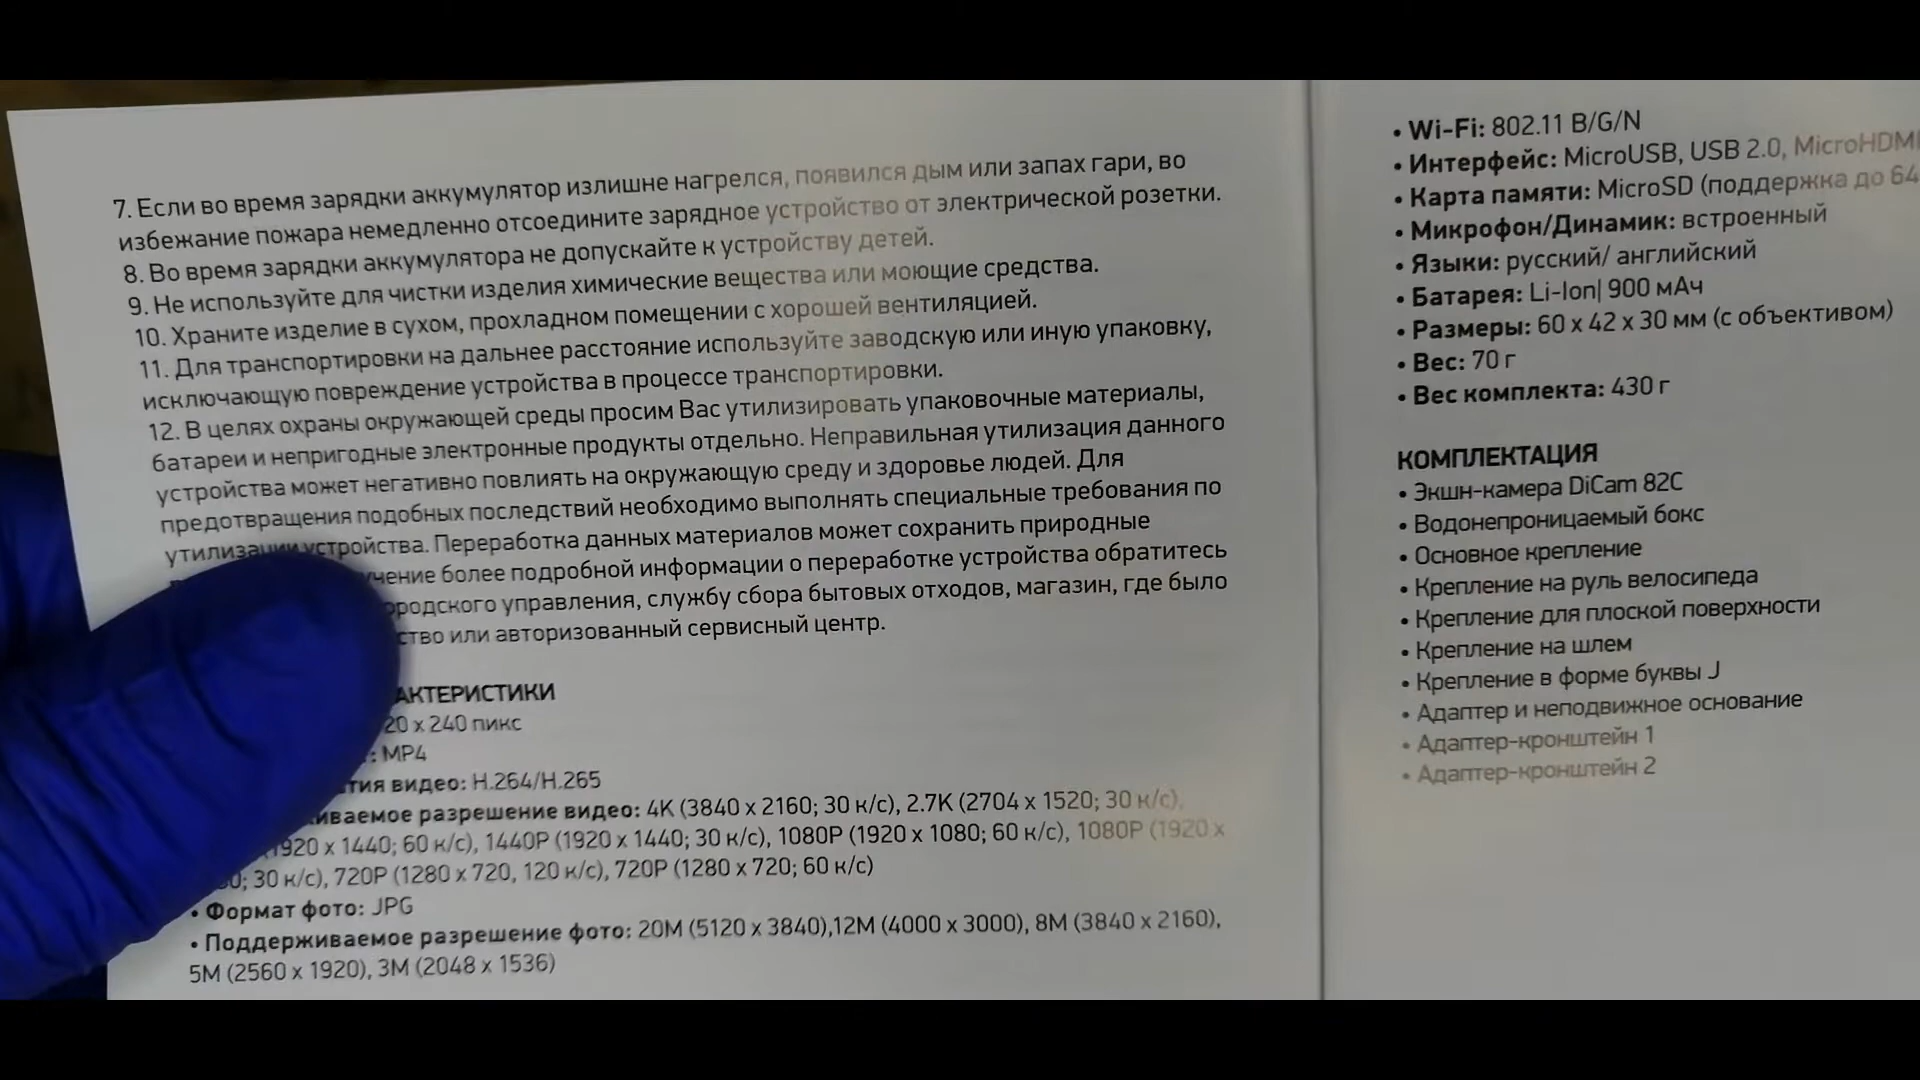 7. Если во время зарядки аккумулятор излишне нагрелся, появился дым или запах гари, во
избежание пожара немедленно отсоедините зарядное устройство от электрической розетки.
8. Во время зарядки аккумулятора не допускайте к устройству детей.
9. Не используйте для чистки изделия химические вещества или моющие средства.
10. Храните изделие в сухом, прохладном помещении с хорошей вентиляцией.
11. Для транспортировки на дальнее расстояние используйте заводскую или иную упаковку,
исключающую повреждение устройства в процессе транспортировки.
12. В целях охраны окружающей среды просим Вас утилизировать упаковочные материалы,
батареи и непригодные электронные продукты отдельно. Неправильная утилизация данного
устройства может негативно повлиять на окружающую среду и здоровье людей. Для
предотвращения подобных последствий необходимо выполнять специальные требования по
утилизации устройства. Переработка данных материалов может сохранить природные
более подробной информации о переработке устройства обратитесь
управления, службу сбора бытовых отходов, магазин, где было
или авторизованный сервисный центр.
АКТЕРИСТИКИ
20 x 240 пикс
: MP4
тия видео: H.264/H.265
иваемое разрешение видео: 4K (3840 x 2160; 30 к/с), 2.7K (2704 x 1520; 30 к/с),
(1920 x 1440; 60 к/с), 1440P (1920 x 1440; 30 к/с), 1080P (1920 x 1080; 60 к/с), 1080P (1920 x
0; 30 к/с), 720P (1280 x 720, 120 к/с), 720P (1280 x 720; 60 к/с)
• Формат фото: JPG
• Поддерживаемое разрешение фото: 20M (5120 x 3840),12M (4000 x 3000), 8M (3840 x 2160),
5M (2560 x 1920), 3M (2048 x 1536)
• Wi-Fi: 802.11 B/G/N
• Интерфейс: MicroUSB, USB 2.0, MicroHDMI
• Карта памяти: MicroSD (поддержка до 64
• Микрофон/Динамик: встроенный
• Языки: русский/ английский
• Батарея: Li-Ion| 900 мАч
• Размеры: 60 x 42 x 30 мм (с объективом)
• Вес: 70 г
• Вес комплекта: 430 г
КОМПЛЕКТАЦИЯ
• Экшн-камера DiCam 82C
• Водонепроницаемый бокс
• Основное крепление
• Крепление на руль велосипеда
• Крепление для плоской поверхности
• Крепление на шлем
• Крепление в форме буквы J
• Адаптер и неподвижное основание
• Адаптер-кронштейн 1
• Адаптер-кронштейн 2